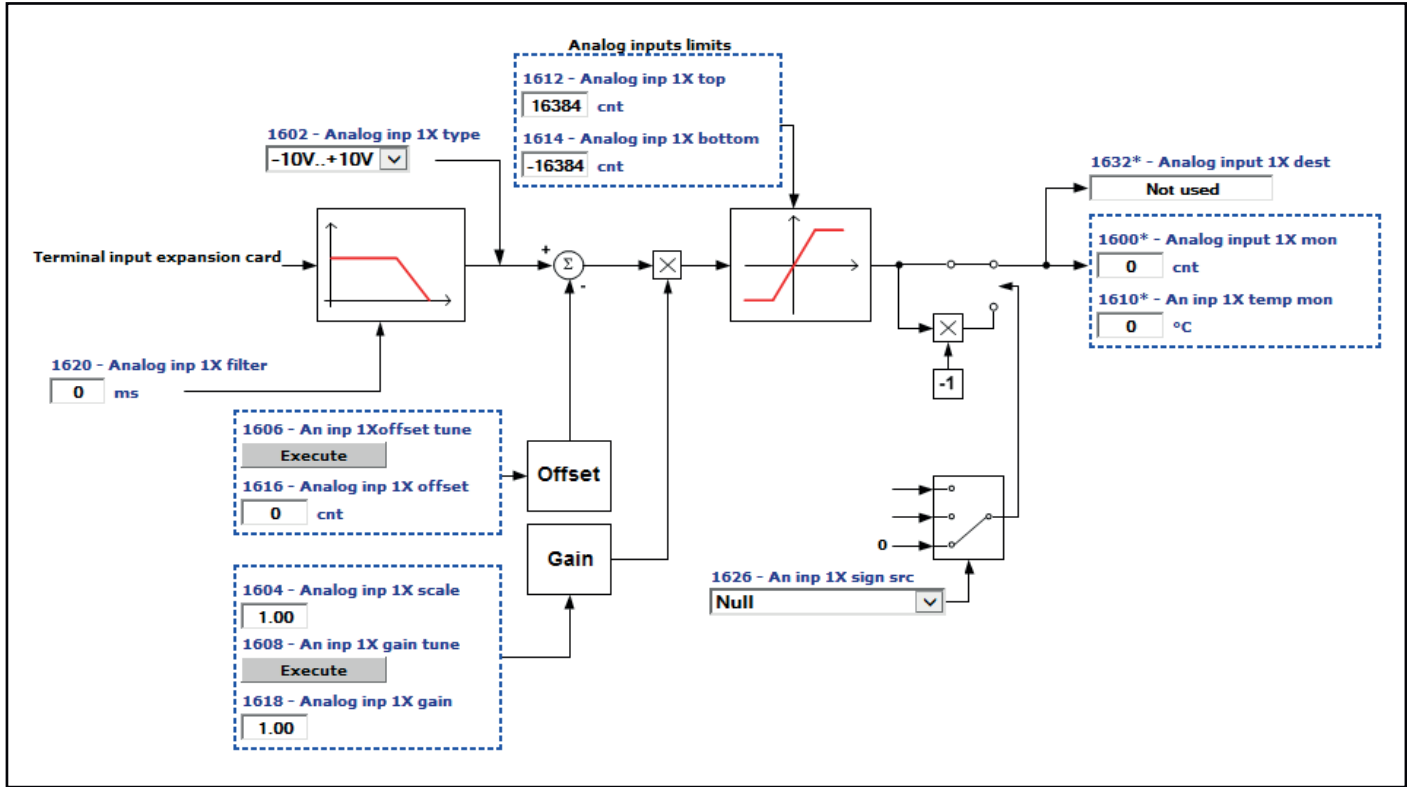 Analog inputs limits
1612 - Analog inp 1X top
16384 cnt
1614 - Analog inp 1X bottom
-16384 cnt
1602 - Analog inp 1X type
-10V..+10V
1632* - Analog input 1X dest
Not used
Terminal input expansion card
+
Σ
-
1600* - Analog input 1X mon
0 cnt
1610* - An inp 1X temp mon
0 °C
-1
1620 - Analog inp 1X filter
0 ms
1606 - An inp 1Xoffset tune
Execute
1616 - Analog inp 1X offset
0 cnt
Offset
Gain
1604 - Analog inp 1X scale
1.00
1608 - An inp 1X gain tune
Execute
1618 - Analog inp 1X gain
1.00
0
1626 - An inp 1X sign src
Null